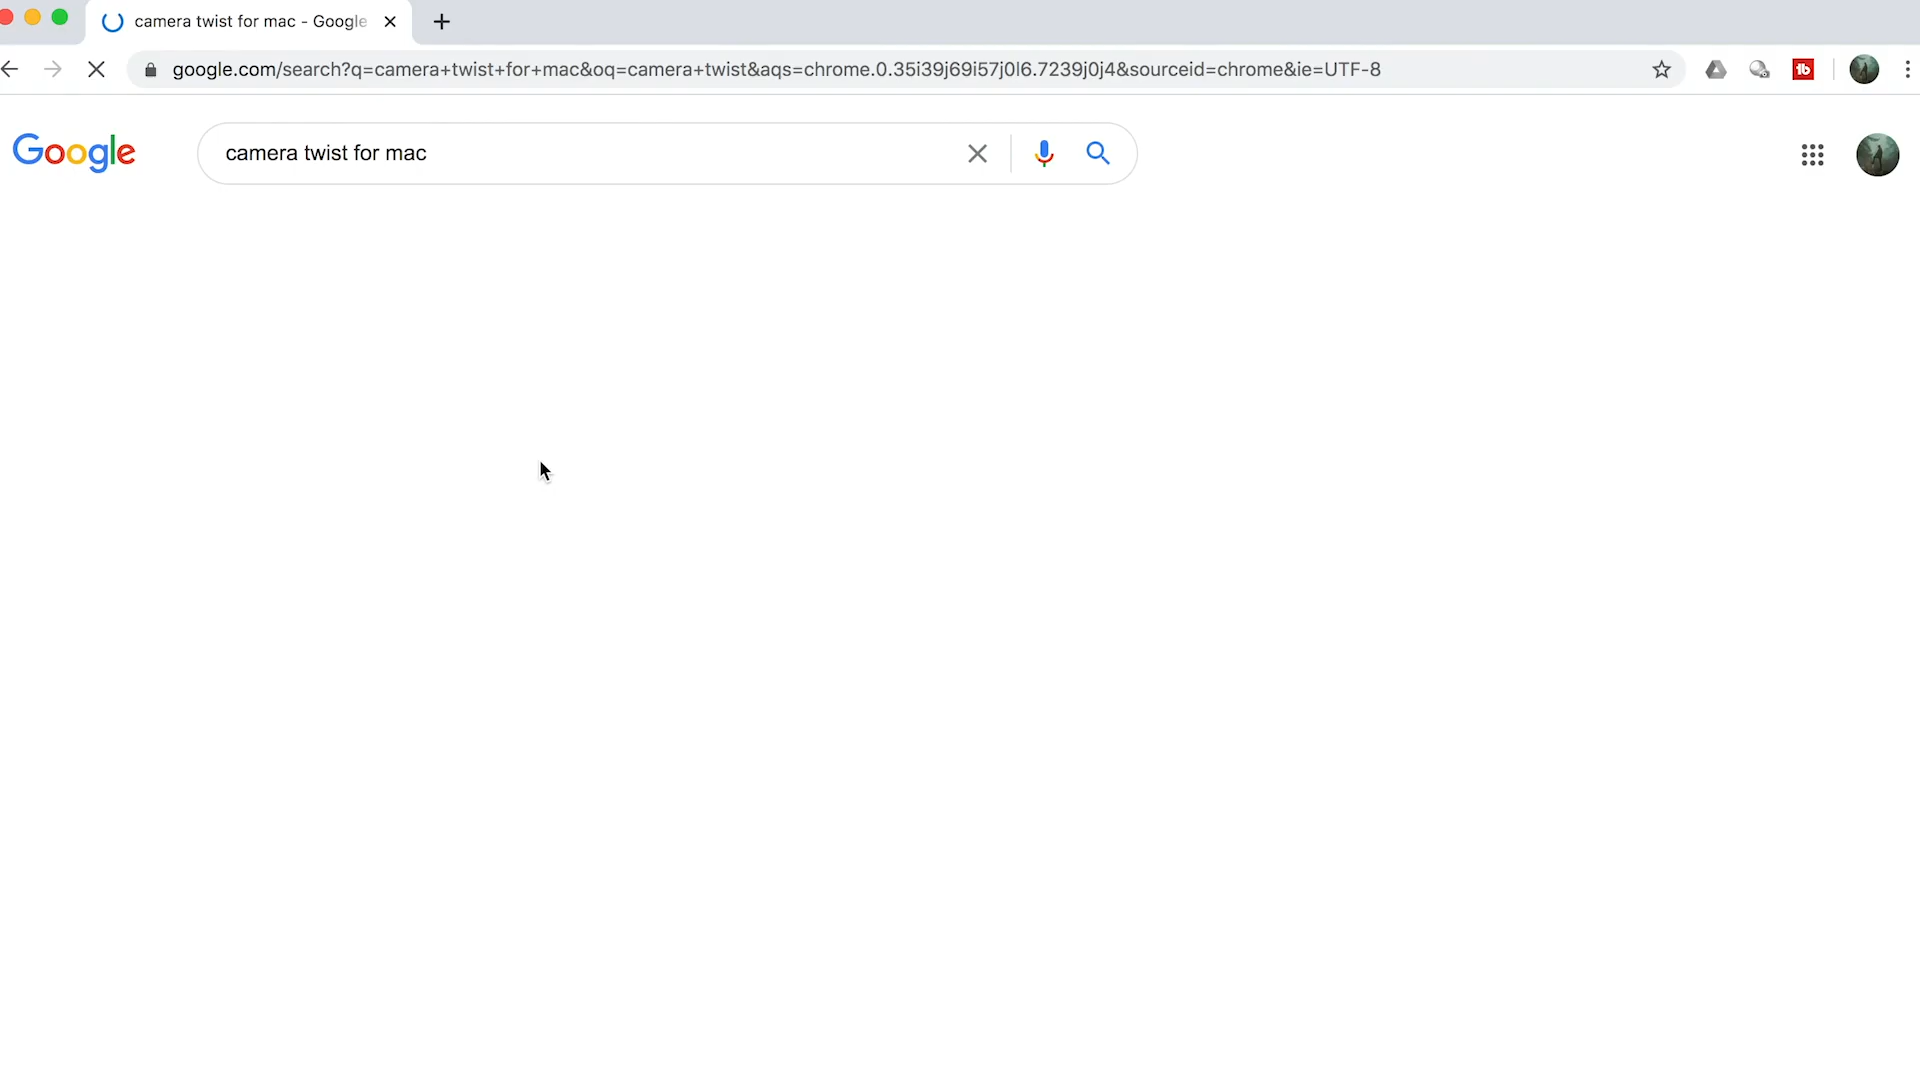 camera twist for mac - Google
google.com/search?q=camera+twist+for+mac&oq=camera+twist&aqs=chrome.0.35i39j69i57j0l6.7239j0j4&sourceid=chrome&ie=UTF-8
Google
camera twist for mac